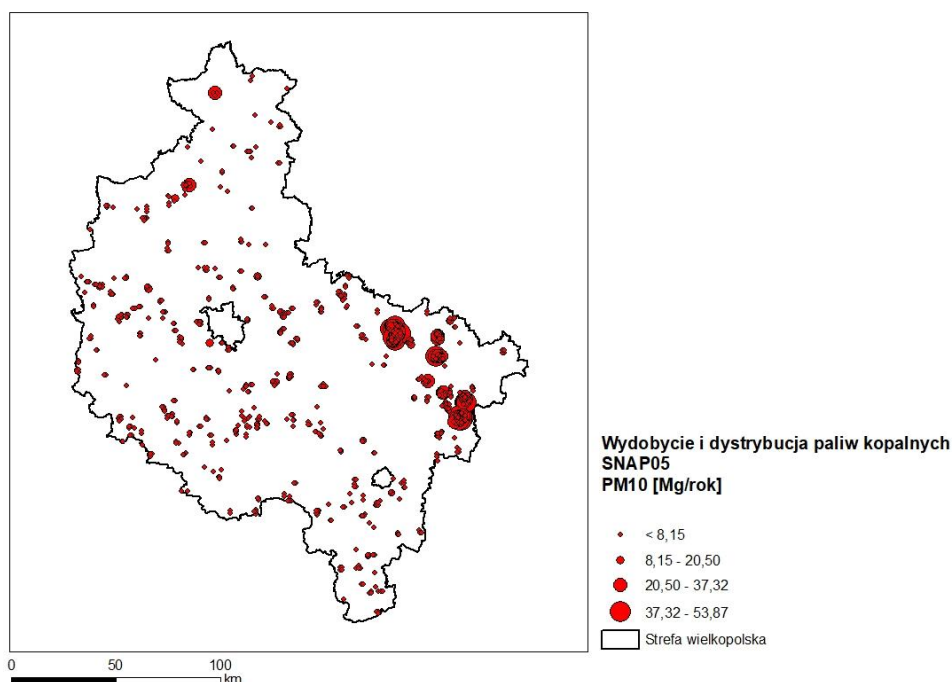 Wydobycie i dystrybucja paliw kopalnych
SNAP05
PM10 [Mg/rok]
< 8,15
8,15 - 20,50
20,50 - 37,32
37,32 - 53,87
Strefa wielkopolska
0 50 100
km